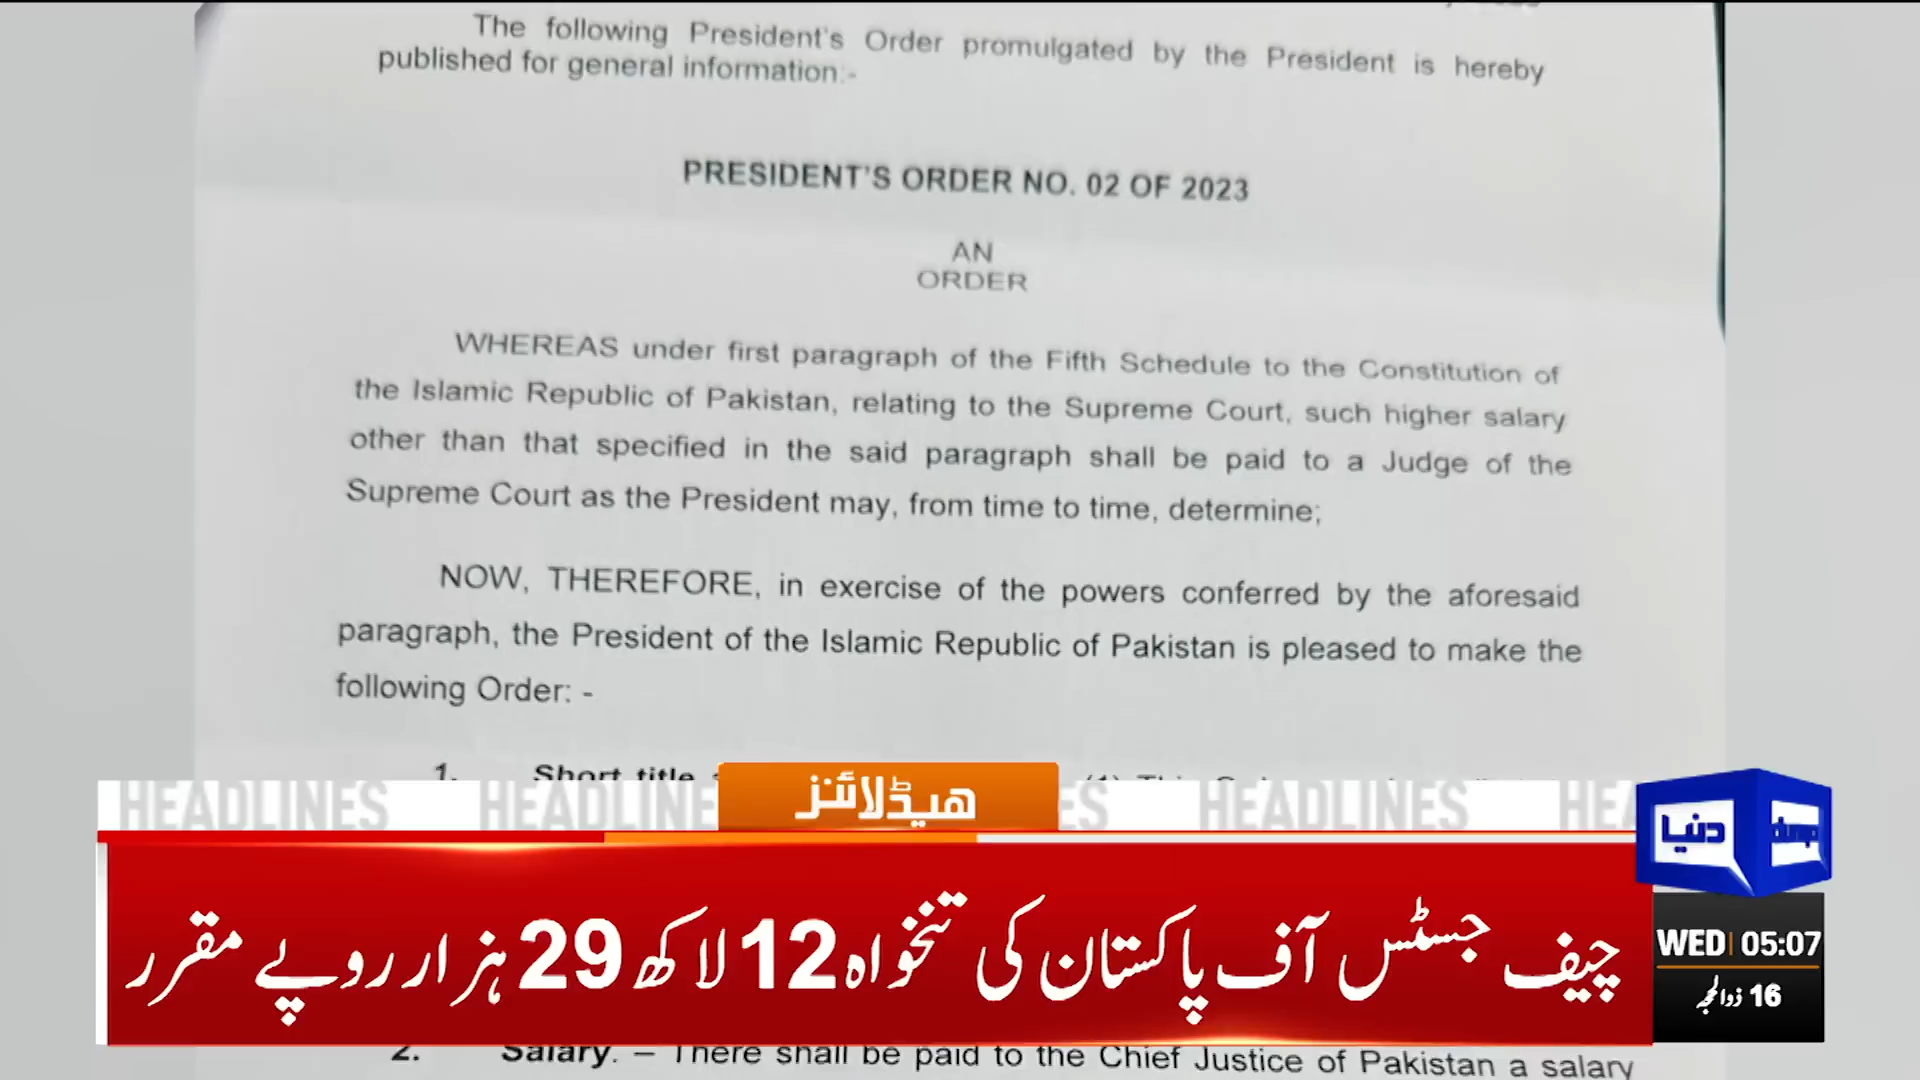 The following President's Order promulgated by the President is hereby
published for general information:-
PRESIDENT'S ORDER NO. 02 OF 2023
AN
ORDER
WHEREAS under first paragraph of the Fifth Schedule to the Constitution of
the Islamic Republic of Pakistan, relating to the Supreme Court, such higher salary
other than that specified in the said paragraph shall be paid to a Judge of the
Supreme Court as the President may, from time to time, determine;
NOW, THEREFORE, in exercise of the powers conferred by the aforesaid
paragraph, the President of the Islamic Republic of Pakistan is pleased to make the
following Order: -
1. Short title
HEADLINES HEADLINE ES HEADLINES HEA
ھیڈلائنز
دنیا
چیف جسٹس آف پاکستان کی تنخواہ 12 لاکھ 29 ہزار روپے مقرر
WED 05:07
16 ذوالحجہ
2. Salary. – There shall be paid to the Chief Justice of Pakistan a salary